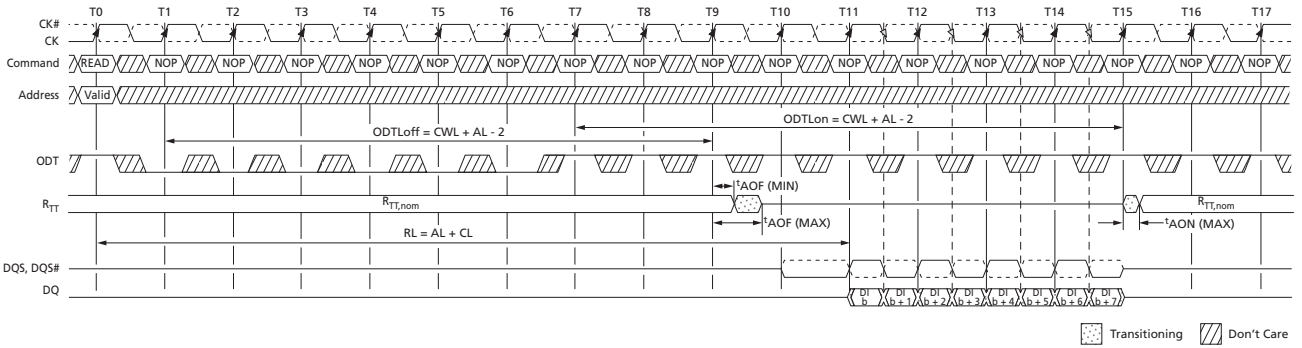 T0 T1 T2 T3 T4 T5 T6 T7 T8 T9 T10 T11 T12 T13 T14 T15 T16 T17
CK#
CK
Command READ NOP NOP NOP NOP NOP NOP NOP NOP NOP NOP NOP NOP NOP NOP NOP NOP NOP
Address Valid
ODTLon = CWL + AL - 2
ODTLoff = CWL + AL - 2
ODT
tAOF (MIN)
RTT RTT,nom RTT,nom
tAOF (MAX) tAON (MAX)
RL = AL + CL
DQS, DQS#
DQ DI b DI b + 1 DI b + 2 DI b + 3 DI b + 4 DI b + 5 DI b + 6 DI b + 7
Transitioning Don't Care